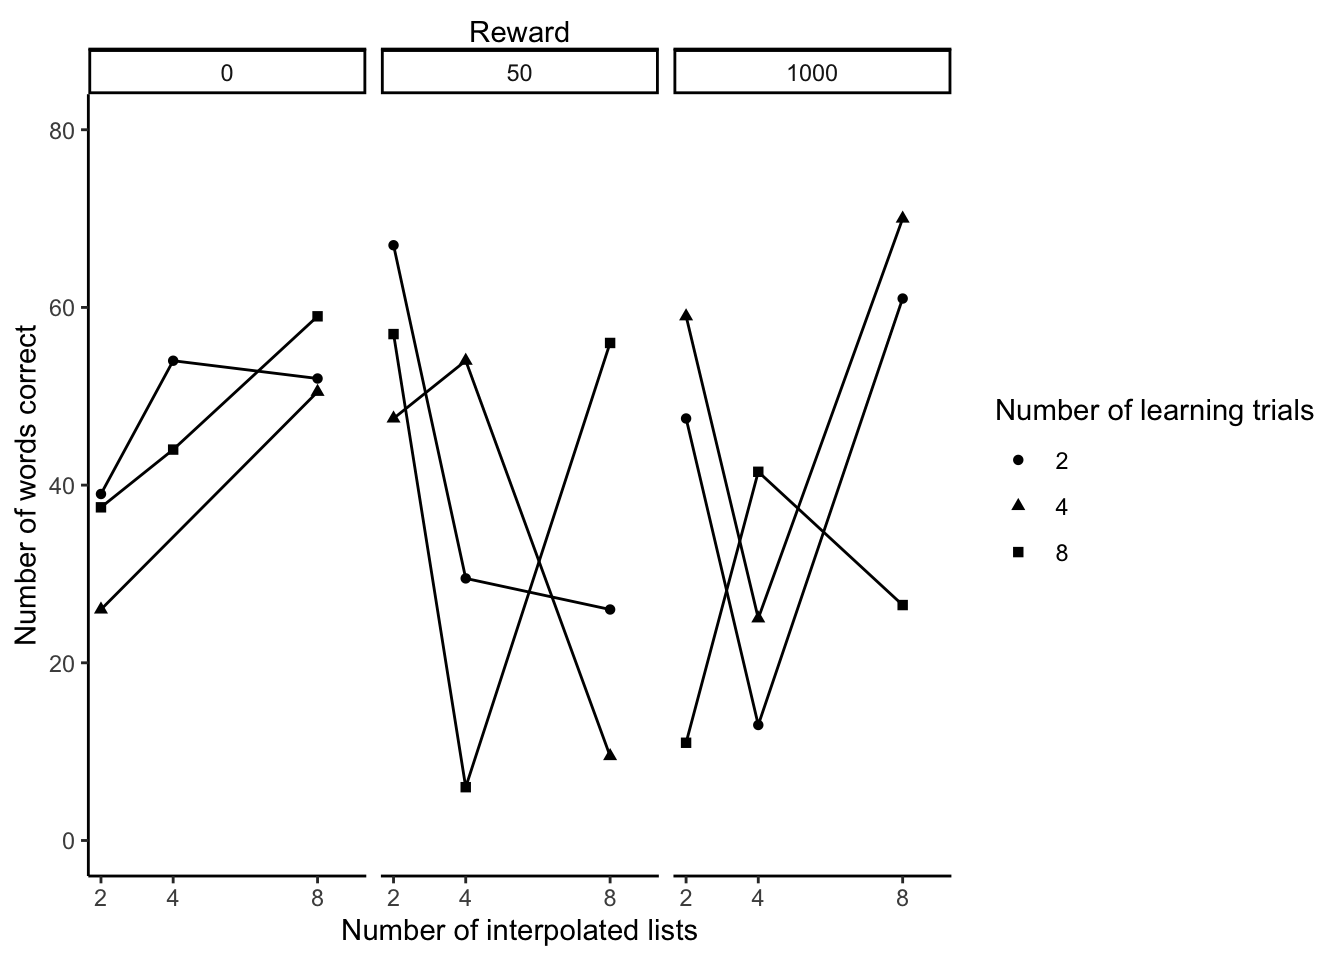 Reward
0 50 1000
80
60
40
20
0
Number of words correct
2 4 8 2 4 8 2 4 8
Number of interpolated lists
Number of learning trials
2
4
8